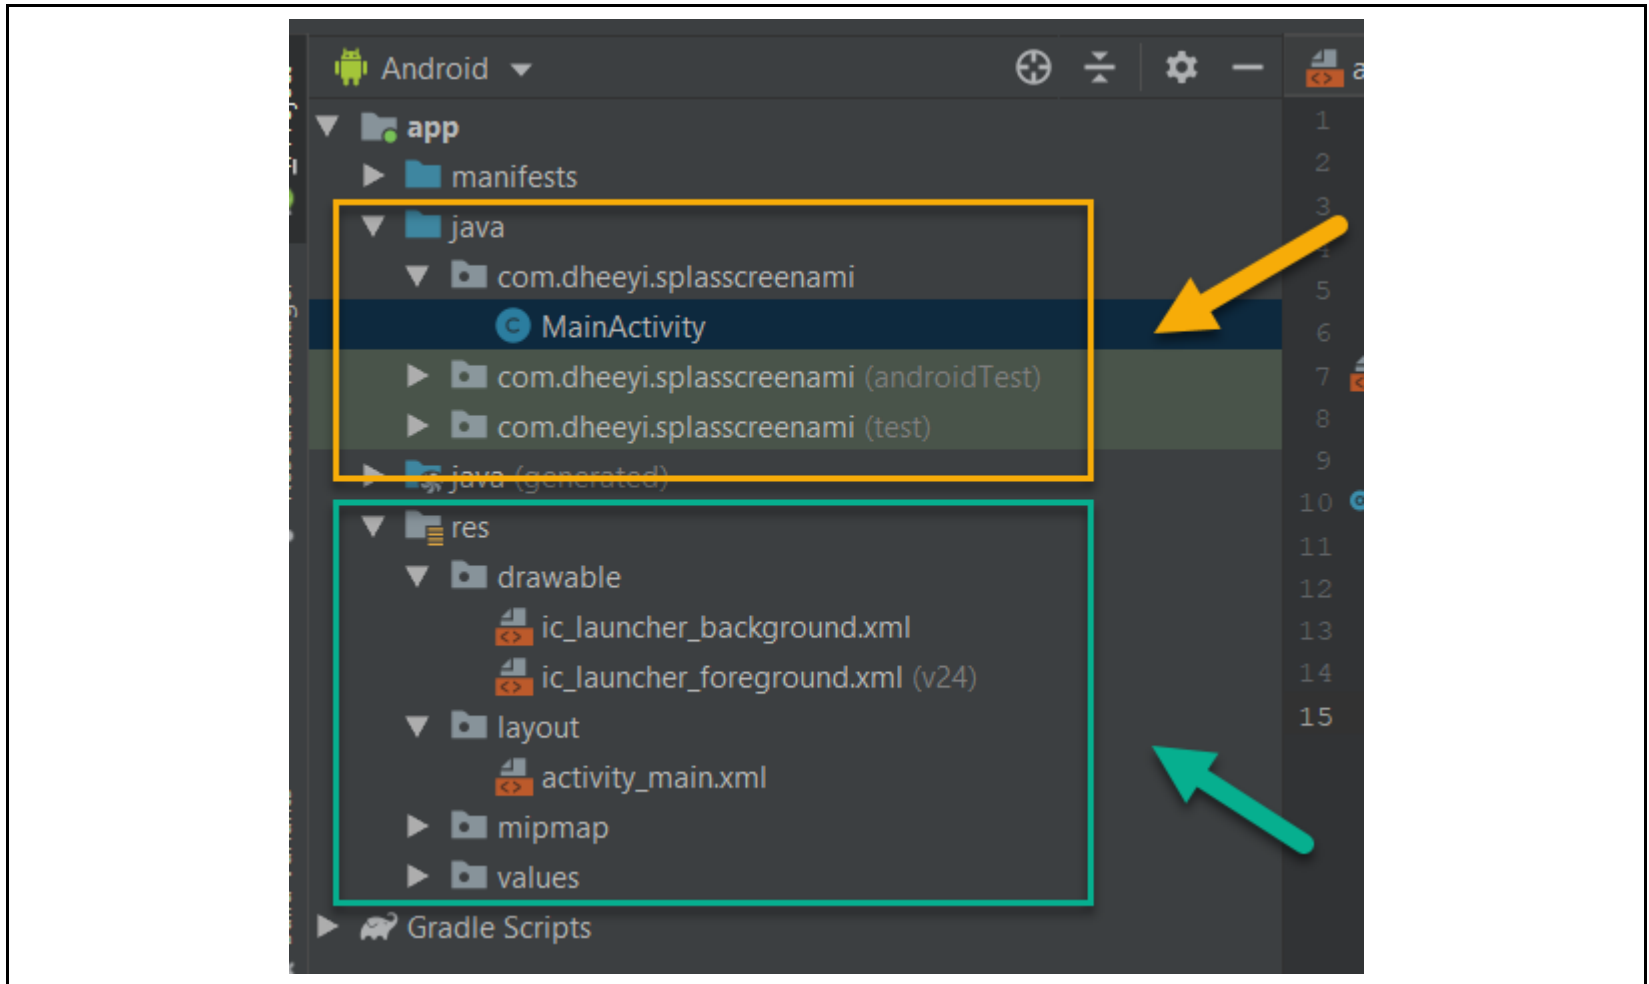 Android
app
manifests
java
com.dheeyi.splasscreenami
MainActivity
com.dheeyi.splasscreenami (androidTest)
com.dheeyi.splasscreenami (test)
java (generated)
res
drawable
ic_launcher_background.xml
ic_launcher_foreground.xml (v24)
layout
activity_main.xml
mipmap
values
Gradle Scripts
a
1
2
3
4
5
6
7
8
9
10
11
12
13
14
15